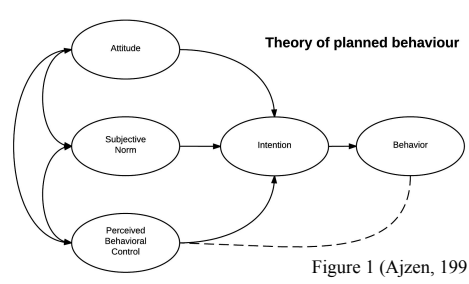 Theory of planned behaviour
Attitude
Subjective
Norm
Intention
Behavior
Perceived
Behavioral
Control
Figure 1 (Ajzen, 199